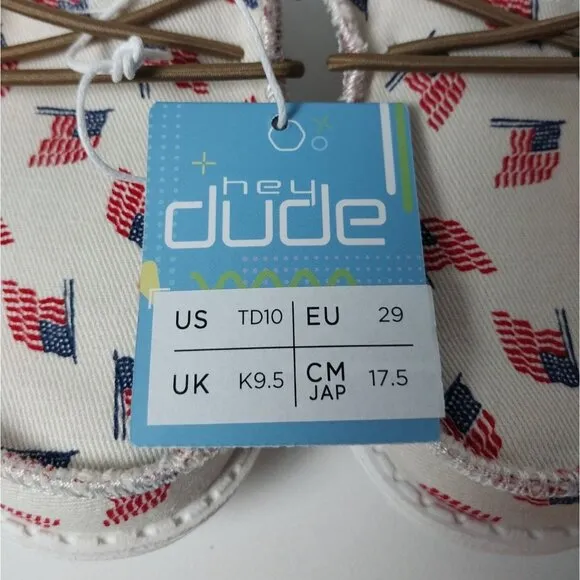 hey
dude
US TD10 EU 29
UK K9.5 CM JAP 17.5